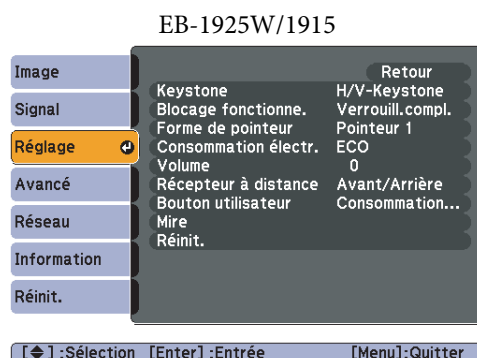 EB-1925W/1915
Image
Signal
Réglage
Avancé
Réseau
Information
Réinit.
Retour
Keystone H/V-Keystone
Blocage fonctionne. Verrouill.compl.
Forme de pointeur Pointeur 1
Consommation électr. ECO
Volume 0
Récepteur à distance Avant/Arrière
Bouton utilisateur Consommation...
Mire
Réinit.
[◆] :Sélection [Enter] :Entrée [Menu]:Quitter